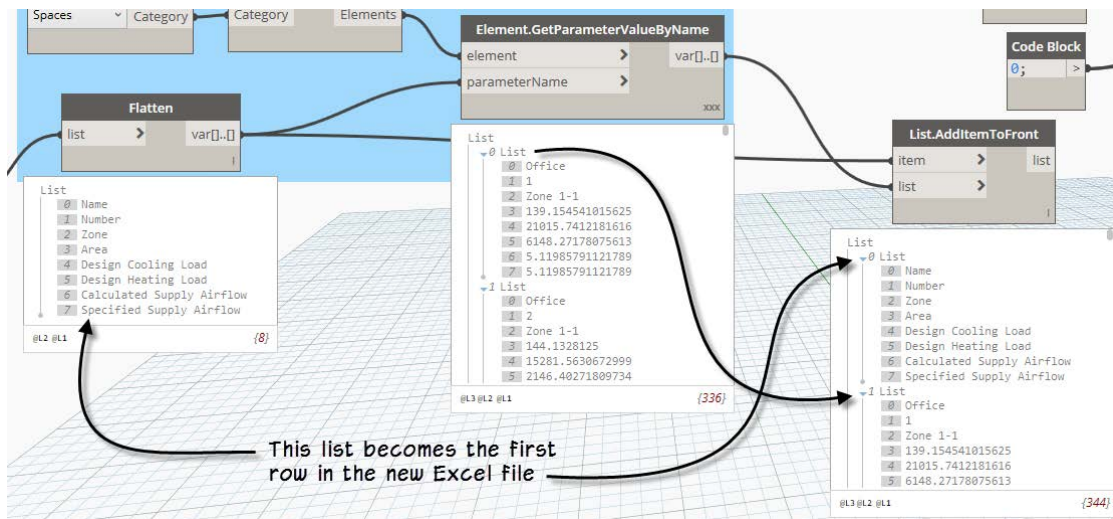 Spaces
Category
Category
Elements
Element.GetParameterValueByName
element > var[]..[]
parameterName >
xxx
Code Block
0; >
Flatten
list > var[]..[]
l
List.AddItemToFront
item > list
list >
l
List
0 Name
1 Number
2 Zone
3 Area
4 Design Cooling Load
5 Design Heating Load
6 Calculated Supply Airflow
7 Specified Supply Airflow
@L2 @L1 {8}
List
0 List
0 Office
1 1
2 Zone 1-1
3 139.154541015625
4 21015.7412181616
5 6148.27178075613
6 5.11985791121789
7 5.11985791121789
1 List
0 Office
1 2
2 Zone 1-1
3 144.1328125
4 15281.5630672999
5 2146.40271809734
@L3 @L2 @L1 {336}
List
0 List
0 Name
1 Number
2 Zone
3 Area
4 Design Cooling Load
5 Design Heating Load
6 Calculated Supply Airflow
7 Specified Supply Airflow
1 List
0 Office
1 1
2 Zone 1-1
3 139.154541015625
4 21015.7412181616
5 6148.27178075613
@L3 @L2 @L1 {344}
This list becomes the first
row in the new Excel file